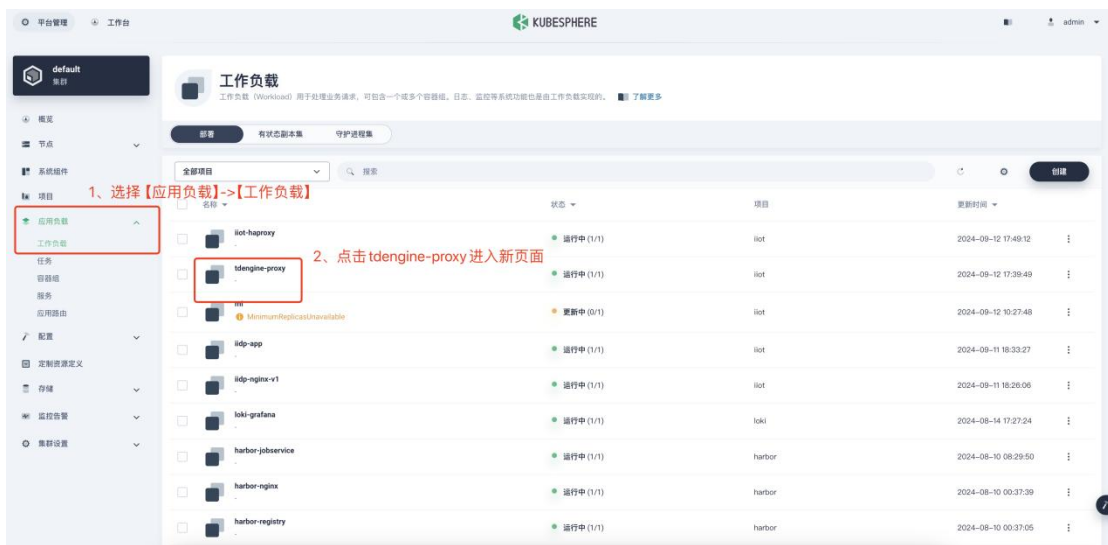 平台管理 工作台 KUBESPHERE admin
default
集群
工作负载
工作负载（Workload）用于处理业务请求，可包含一个或多个容器组。日志、监控等系统功能也是由工作负载实现的。 了解更多
概览
节点
系统组件
项目
应用负载
工作负载
任务
容器组
服务
应用路由
配置
定制资源定义
存储
监控告警
集群设置
部署 有状态副本集 守护进程集
全部项目 搜索 创建
1、选择【应用负载】->【工作负载】
名称 状态 项目 更新时间
iiot-haproxy 运行中 (1/1) iiot 2024-09-12 17:49:12
2、点击 tdengine-proxy 进入新页面
tdengine-proxy 运行中 (1/1) iiot 2024-09-12 17:39:49
MinimumReplicasUnavailable 更新中 (0/1) iiot 2024-09-12 10:27:48
iidp-app 运行中 (1/1) iiot 2024-09-11 18:33:27
iidp-nginx-v1 运行中 (1/1) iiot 2024-09-11 18:26:06
loki-grafana 运行中 (1/1) loki 2024-08-14 17:27:24
harbor-jobservice 运行中 (1/1) harbor 2024-08-10 08:29:50
harbor-nginx 运行中 (1/1) harbor 2024-08-10 00:37:39
harbor-registry 运行中 (1/1) harbor 2024-08-10 00:37:05